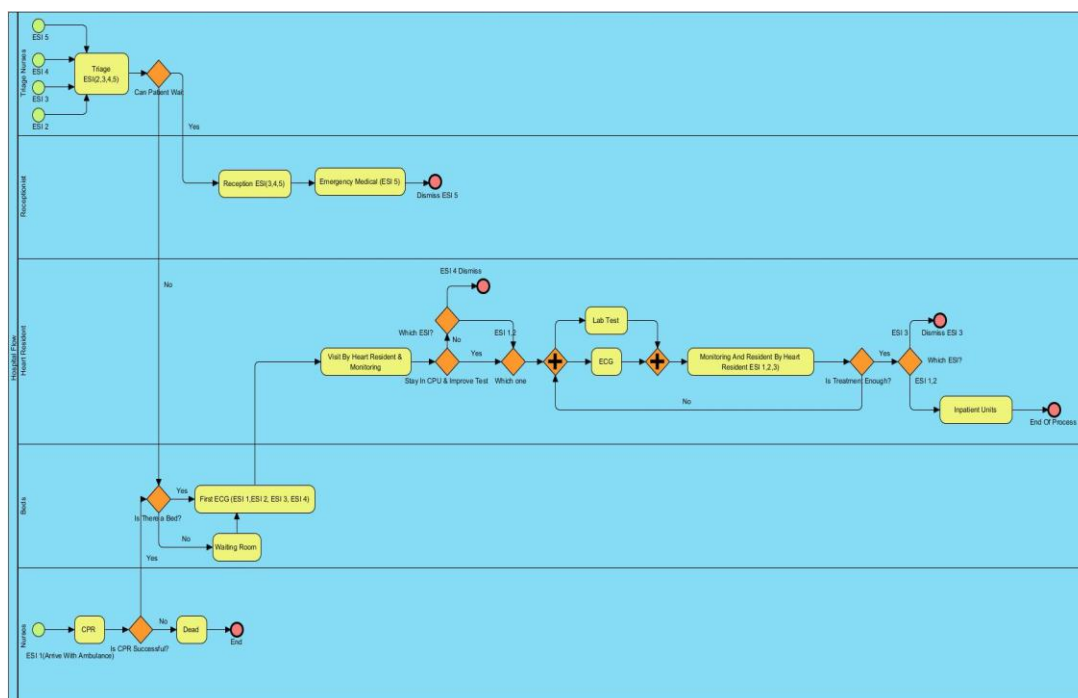 Hospital Flow
Triage Nurses
ESI 5
ESI 4
ESI 3
ESI 2
Triage
ESI(2,3,4,5)
Can Patient Wait
Yes
No
Receptionist
Reception ESI(3,4,5)
Emergency Medical (ESI 5)
Dismiss ESI 5
Heart Resident
Visit By Heart Resident &
Monitoring
Stay In CPU & Improve Test
No
Which ESI?
ESI 4 Dismiss
ESI 1,2
Yes
Which one
Lab Test
ECG
Monitoring And Resident By Heart
Resident ESI 1,2,3)
Is Treatment Enough?
No
Yes
Which ESI?
ESI 3
Dismiss ESI 3
ESI 1,2
Inpatient Units
End Of Process
Beds
Is There a Bed?
Yes
First ECG (ESI 1,ESI 2, ESI 3, ESI 4)
No
Waiting Room
Nurses
ESI 1(Arrive With Ambulance)
CPR
Is CPR Successful?
Yes
No
Dead
End